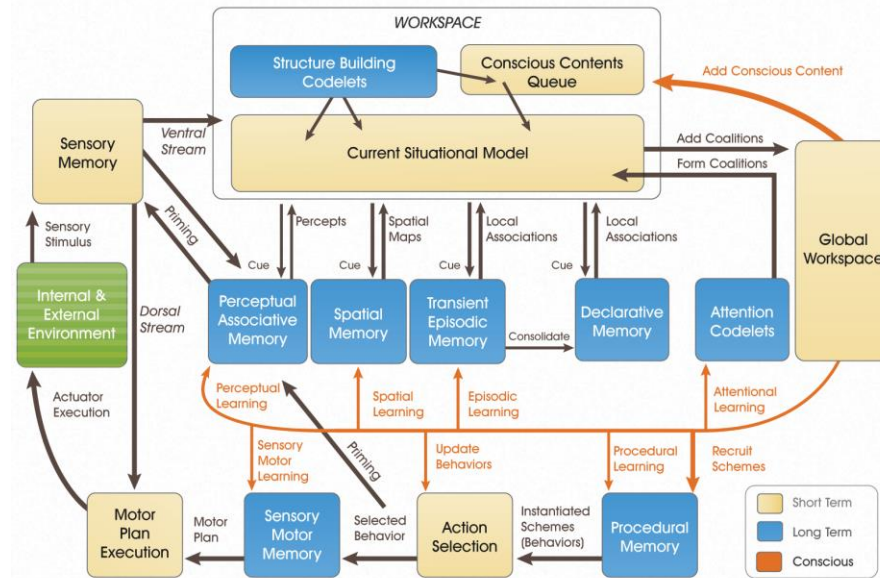 WORKSPACE
Structure Building
Codelets
Conscious Contents
Queue
Add Conscious Content
Sensory
Memory
Ventral
Stream
Current Situational Model
Add Coalitions
Form Coalitions
Global
Workspace
Priming
Sensory
Stimulus
Cue
Percepts
Cue
Spatial
Maps
Cue
Local
Associations
Cue
Local
Associations
Internal &
External
Environment
Dorsal
Stream
Perceptual
Associative
Memory
Spatial
Memory
Transient
Episodic
Memory
Consolidate
Declarative
Memory
Attention
Codelets
Actuator
Execution
Perceptual
Learning
Spatial
Learning
Episodic
Learning
Attentional
Learning
Sensory
Motor
Learning
Priming
Update
Behaviors
Procedural
Learning
Recruit
Schemes
Motor
Plan
Execution
Motor
Plan
Sensory
Motor
Memory
Selected
Behavior
Action
Selection
Instantiated
Schemes
(Behaviors)
Procedural
Memory
Short Term
Long Term
Conscious